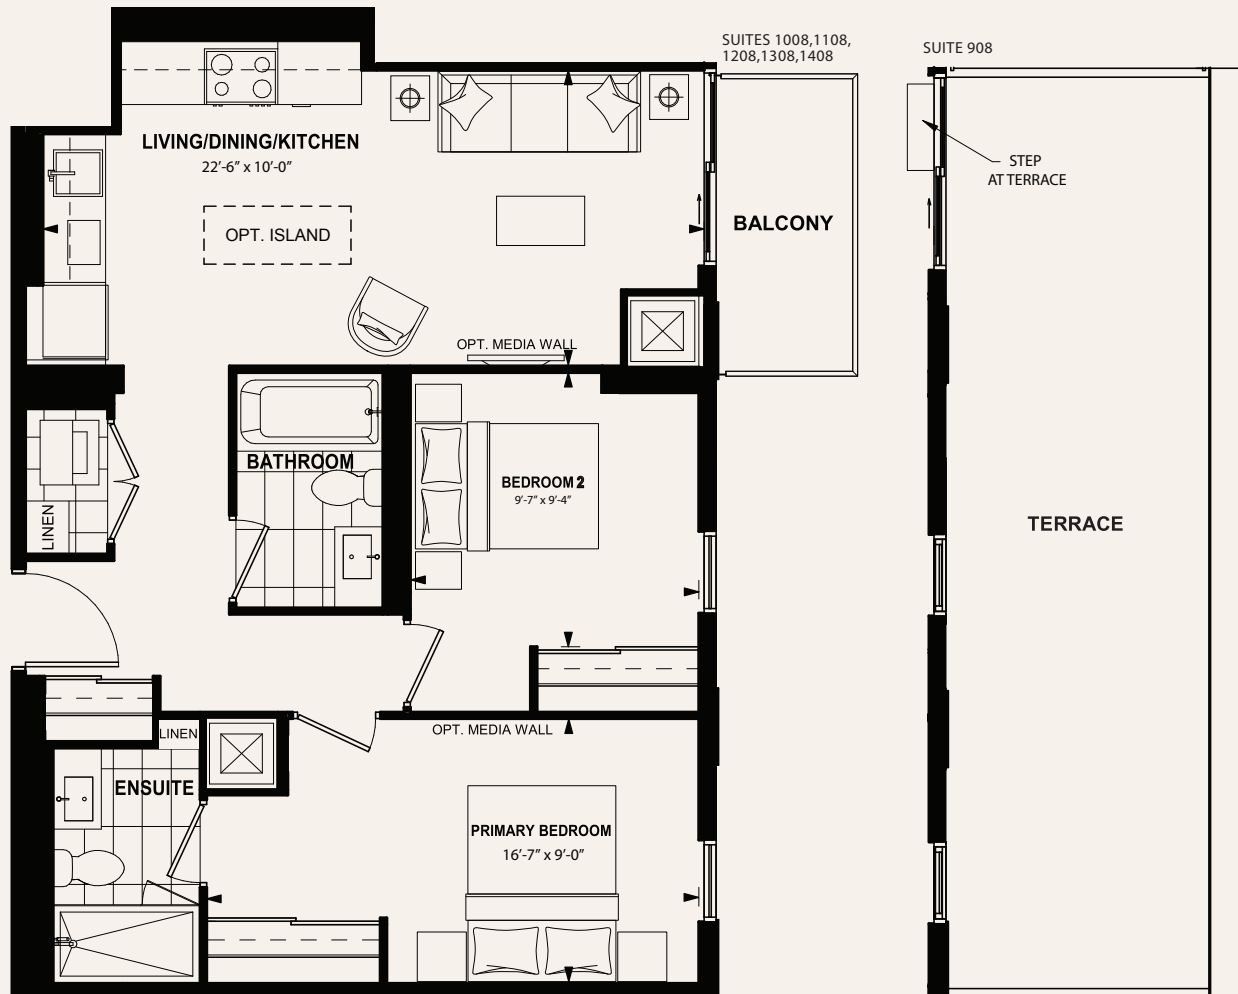 SUITES 1008,1108,
1208,1308,1408
SUITE 908
LIVING/DINING/KITCHEN
22'-6" x 10'-0"
STEP
AT TERRACE
OPT. ISLAND
BALCONY
OPT. MEDIA WALL
BATHROOM
BEDROOM 2
9'-7" x 9'-4"
LINEN
TERRACE
OPT. MEDIA WALL
LINEN
ENSUITE
PRIMARY BEDROOM
16'-7" x 9'-0"